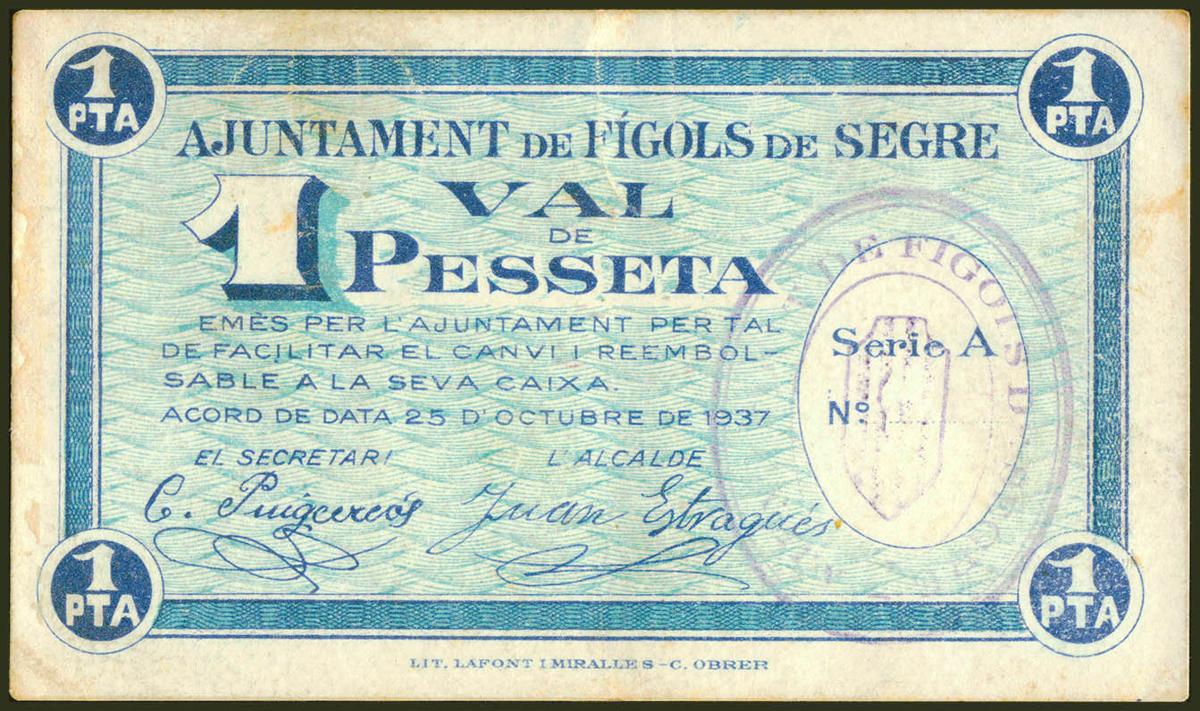 1 PTA
1 PTA
AJUNTAMENT DE FÍGOLS DE SEGRE
1 VAL
DE
PESSETA
EMÈS PER L'AJUNTAMENT PER TAL
DE FACILITAR EL CANVI I REEMBOL-
SABLE A LA SEVA CAIXA.
ACORD DE DATA 25 D'OCTUBRE DE 1937
EL SECRETARI L'ALCALDE
C. Puigcercós Juan Estragués
DE FIGOLS D
Serie A
Nº
1 PTA
1 PTA
LIT. LAFONT I MIRALLES-C. OBRER